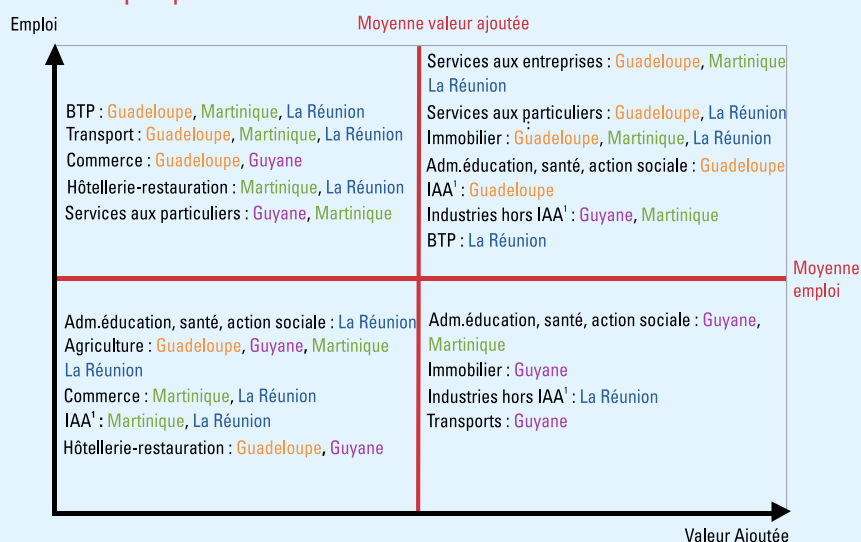 Emploi
Moyenne valeur ajoutée
BTP : Guadeloupe, Martinique, La Réunion
Transport : Guadeloupe, Martinique, La Réunion
Commerce : Guadeloupe, Guyane
Hôtellerie-restauration : Martinique, La Réunion
Services aux particuliers : Guyane, Martinique
Services aux entreprises : Guadeloupe, Martinique
La Réunion
Services aux particuliers : Guadeloupe, La Réunion
Immobilier : Guadeloupe, Martinique, La Réunion
Adm.éducation, santé, action sociale : Guadeloupe
IAA¹ : Guadeloupe
Industries hors IAA¹ : Guyane, Martinique
BTP : La Réunion
Moyenne
emploi
Adm.éducation, santé, action sociale : La Réunion
Agriculture : Guadeloupe, Guyane, Martinique
La Réunion
Commerce : Martinique, La Réunion
IAA¹ : Martinique, La Réunion
Hôtellerie-restauration : Guadeloupe, Guyane
Adm.éducation, santé, action sociale : Guyane,
Martinique
Immobilier : Guyane
Industries hors IAA¹ : La Réunion
Transports : Guyane
Valeur Ajoutée